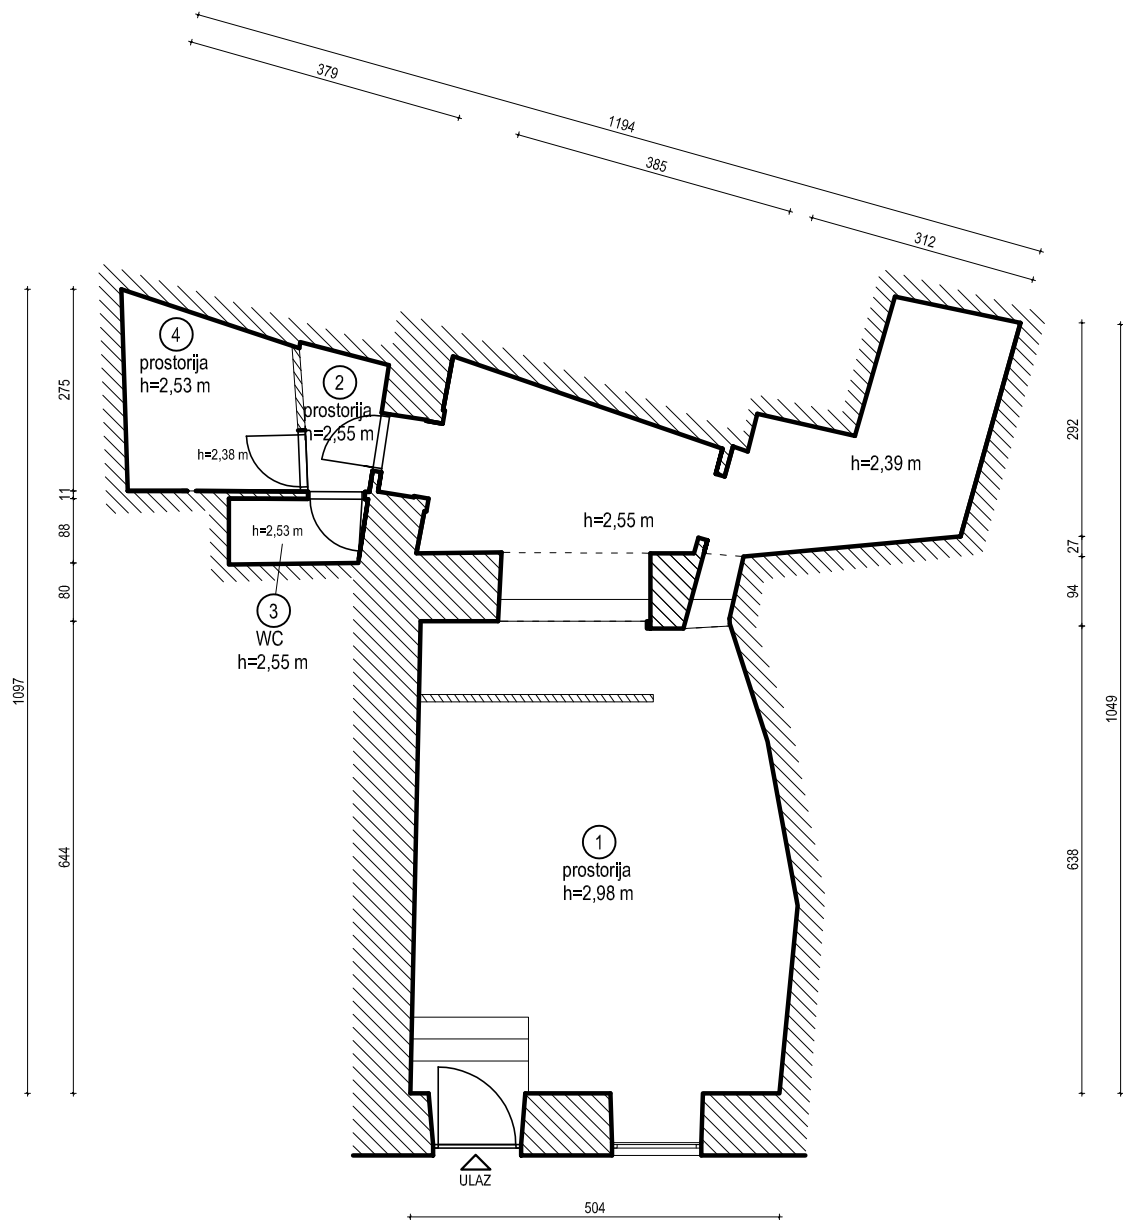 379
1194
385
312
4
prostorija
h=2,53 m
2
prostorija
h=2,55 m
h=2,38 m
h=2,39 m
h=2,55 m
h=2,53 m
3
WC
h=2,55 m
1
prostorija
h=2,98 m
275
11
88
80
644
1097
292
27
94
638
1049
ULAZ
504